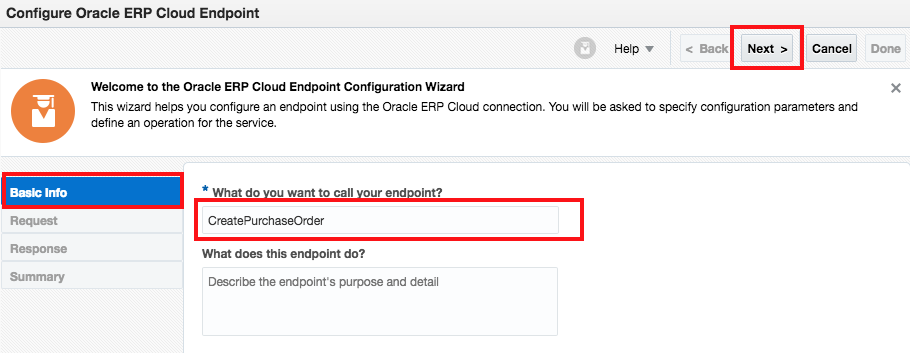 Configure Oracle ERP Cloud Endpoint
Help
< Back
Next >
Cancel
Done
Welcome to the Oracle ERP Cloud Endpoint Configuration Wizard
This wizard helps you configure an endpoint using the Oracle ERP Cloud connection. You will be asked to specify configuration parameters and
define an operation for the service.
Basic Info
Request
Response
Summary
* What do you want to call your endpoint?
CreatePurchaseOrder
What does this endpoint do?
Describe the endpoint's purpose and detail